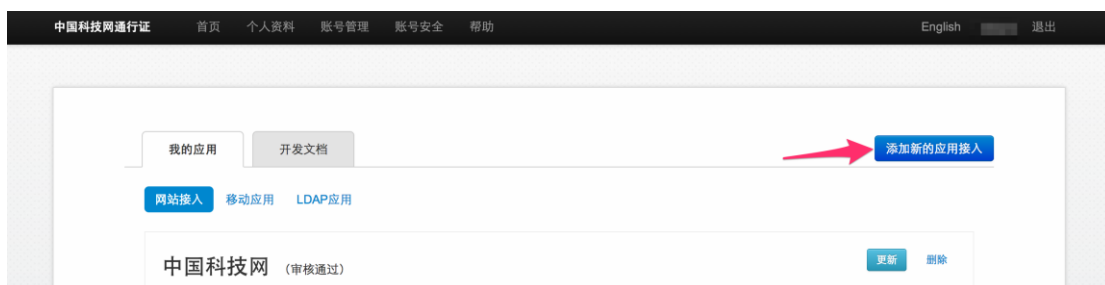 中国科技网通行证 首页 个人资料 账号管理 账号安全 帮助 English 退出
我的应用 开发文档 添加新的应用接入
网站接入 移动应用 LDAP应用
中国科技网 (审核通过) 更新 删除